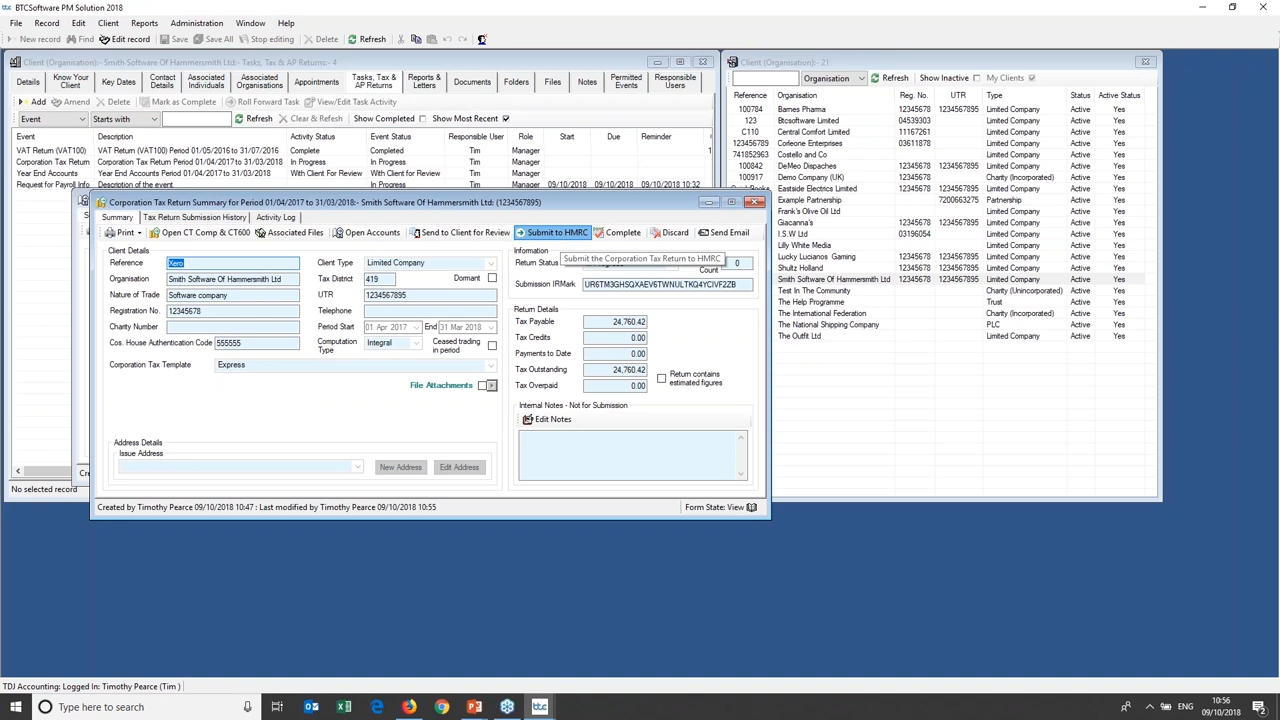 BTCSoftware PM Solution 2018
File Record Edit Client Reports Administration Window Help
New record Find Edit record Save Save All Stop editing Delete Refresh
Client (Organisation):- Smith Software Of Hammersmith Ltd:- Tasks, Tax & AP Returns:- 4
Details Know Your Client Key Dates Contact Details Associated Individuals Associated Organisations Appointments Tasks, Tax & AP Returns Reports & Letters Documents Folders Files Notes Permitted Events Responsible Users
Add Amend Delete Mark as Complete Roll Forward Task View/Edit Task Activity
Event Starts with Refresh Clear & Refresh Show Completed Show Most Recent
Event Description Activity Status Event Status Responsible User Role Start Due Reminder
VAT Return (VAT100) VAT Return (VAT100) Period 01/05/2016 to 31/07/2016 Complete Completed Tim Manager
Corporation Tax Return Corporation Tax Return Period 01/04/2017 to 31/03/2018 In Progress In Progress Tim Manager
Year End Accounts Year End Accounts Period 01/04/2017 to 31/03/2018 With Client For Review With Client For Review Tim Manager
Request for Payroll Info Description of the event In Progress Tim Manager 09/10/2018 09/10/2018 09/10/2018 10:32
No selected record
Client (Organisation):- 21
Organisation Refresh Show Inactive My Clients
Reference Organisation Reg. No. UTR Type Status Active Status
100784 Barnes Pharma 12345678 1234567895 Limited Company Active Yes
123 Btcsoftware Limited 04539303 Limited Company Active Yes
C110 Central Comfort Limited 11167261 Limited Company Active Yes
123456789 Corfeone Enterprises 03611878 Limited Company Active Yes
741852963 Costello and Co Limited Company Active Yes
100842 DeMeo Dispaches 12345678 1234567895 Limited Company Active Yes
100917 Demo Company (UK) Charity (Incorporated) Active Yes
Eastside Electrics Limited 12345678 1234567895 Limited Company Active Yes
Example Partnership 7200663275 Partnership Active Yes
Frank's Olive Oil Ltd Limited Company Active Yes
Giacanna's 12345678 1234567895 Limited Company Active Yes
I.S.W Ltd 03196054 Limited Company Active Yes
Lilly White Media Limited Company Active Yes
Lucky Lucianos Gaming 12345678 1234567895 Limited Company Active Yes
Shultz Holland 12345678 1234567895 Limited Company Active Yes
Smith Software Of Hammersmith Ltd 12345678 1234567895 Limited Company Active Yes
Test In The Community Charity (Unincorporated) Active Yes
The Help Programme Trust Active Yes
The International Federation Charity (Incorporated) Active Yes
The National Shipping Company PLC Active Yes
The Outfit Ltd Limited Company Active Yes
Corporation Tax Return Summary for Period 01/04/2017 to 31/03/2018:- Smith Software Of Hammersmith Ltd: (1234567895)
Summary Tax Return Submission History Activity Log
Print Open CT Comp & CT600 Associated Files Open Accounts Send to Client for Review Submit to HMRC Complete Discard Send Email
Submit the Corporation Tax Return to HMRC
Client Details
Reference Xero Client Type Limited Company
Organisation Smith Software Of Hammersmith Ltd Tax District 419 Dormant
Nature of Trade Software company UTR 1234567895
Registration No. 12345678 Telephone
Charity Number Period Start 01 Apr 2017 End 31 Mar 2018
Cos. House Authentication Code 555555 Computation Type Integral Ceased trading in period
Corporation Tax Template Express
File Attachments
Address Details
Issue Address
New Address Edit Address
Information
Return Status Count 0
Submission IRMark UR6TM3GHSQXAEV6TWNULTKQ4YCIVF2ZB
Return Details
Tax Payable 24,760.42
Tax Credits 0.00
Payments to Date 0.00
Tax Outstanding 24,760.42
Tax Overpaid 0.00
Return contains estimated figures
Internal Notes - Not for Submission
Edit Notes
Created by Timothy Pearce 09/10/2018 10:47 : Last modified by Timothy Pearce 09/10/2018 10:55
Form State: View
TDJ Accounting: Logged In: Timothy Pearce (Tim )
Type here to search
btc
ENG
10:56
09/10/2018
2